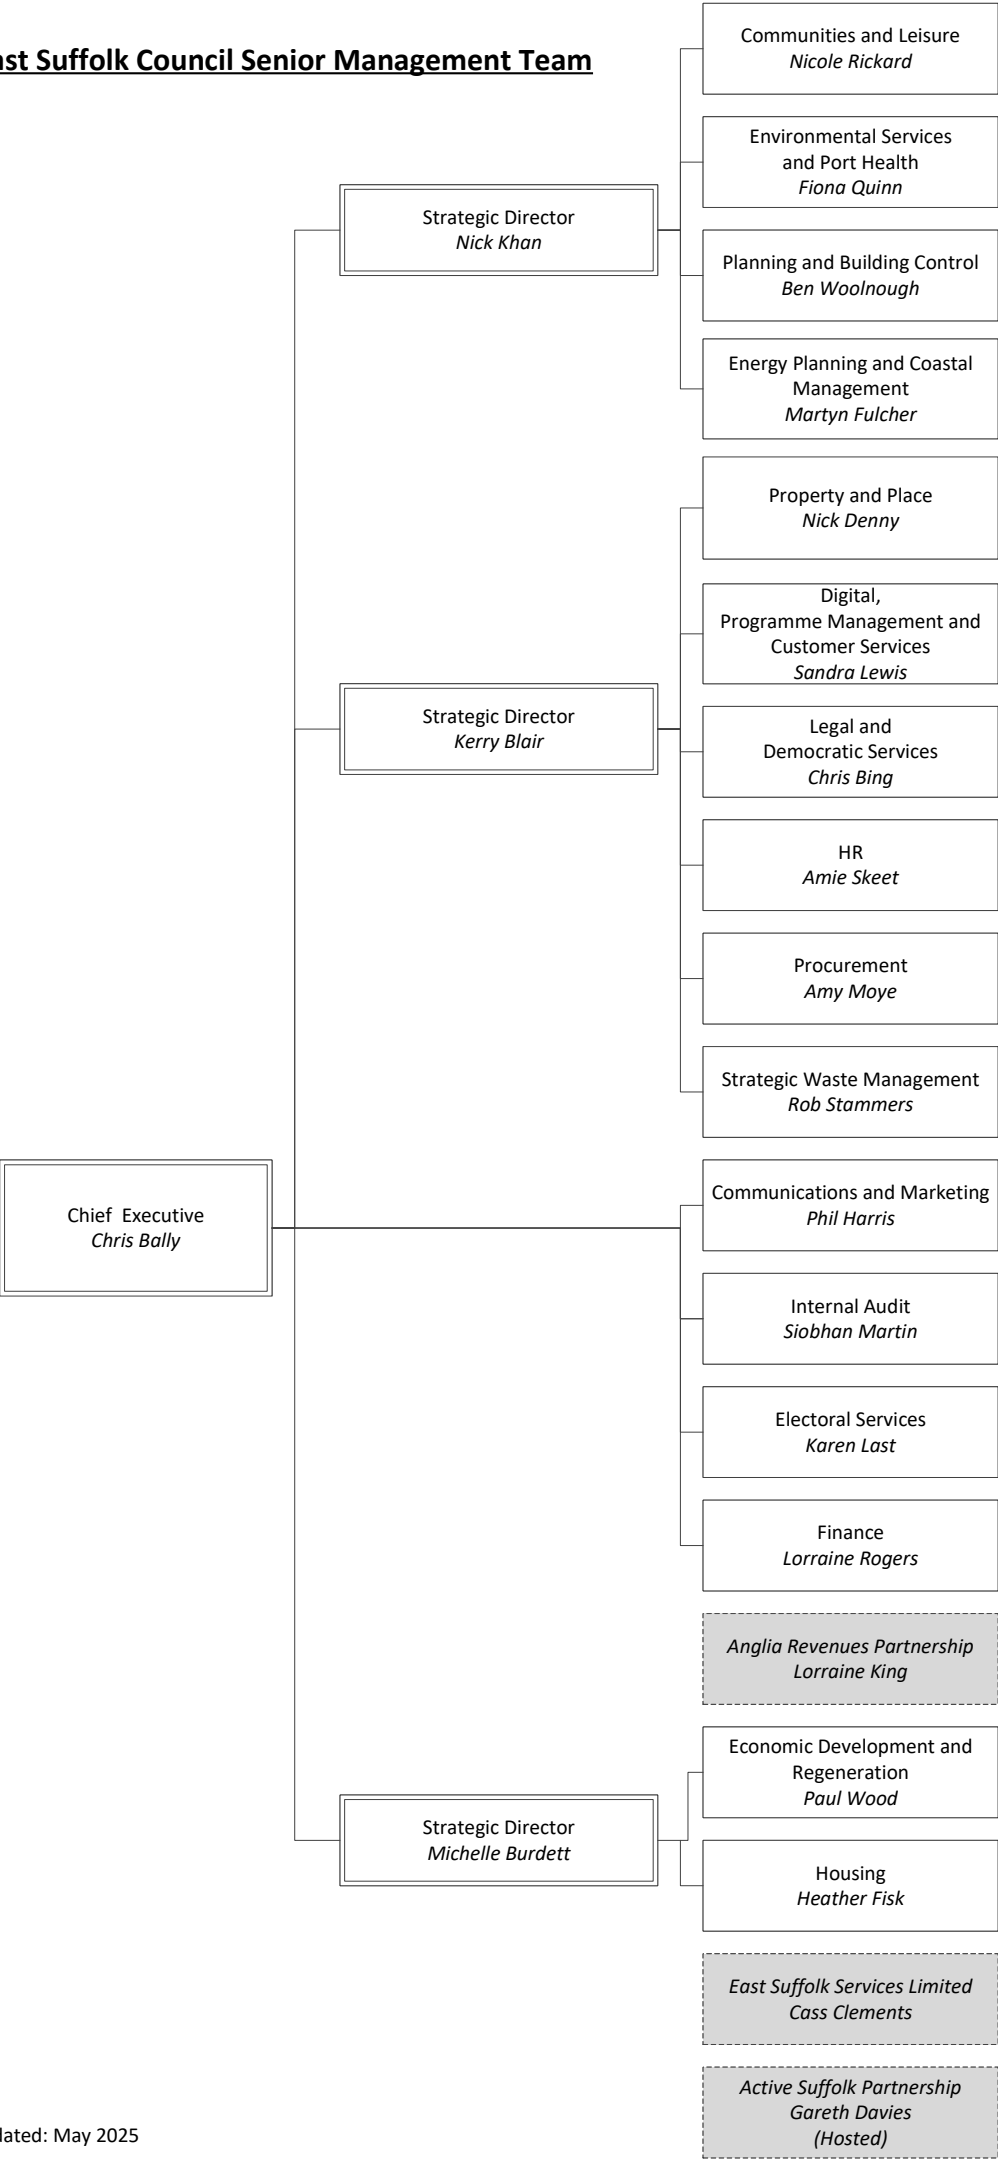 ast Suffolk Council Senior Management Team
Communities and Leisure
Nicole Rickard
Environmental Services
and Port Health
Fiona Quinn
Strategic Director
Nick Khan
Planning and Building Control
Ben Woolnough
Energy Planning and Coastal
Management
Martyn Fulcher
Property and Place
Nick Denny
Digital,
Programme Management and
Customer Services
Sandra Lewis
Strategic Director
Kerry Blair
Legal and
Democratic Services
Chris Bing
HR
Amie Skeet
Procurement
Amy Moye
Strategic Waste Management
Rob Stammers
Chief  Executive
Chris Bally
Communications and Marketing
Phil Harris
Internal Audit
Siobhan Martin
Electoral Services
Karen Last
Finance
Lorraine Rogers
Anglia Revenues Partnership
Lorraine King
Economic Development and
Regeneration
Paul Wood
Strategic Director
Michelle Burdett
Housing
Heather Fisk
East Suffolk Services Limited
Cass Clements
Active Suffolk Partnership
Gareth Davies
(Hosted)
dated: May 2025